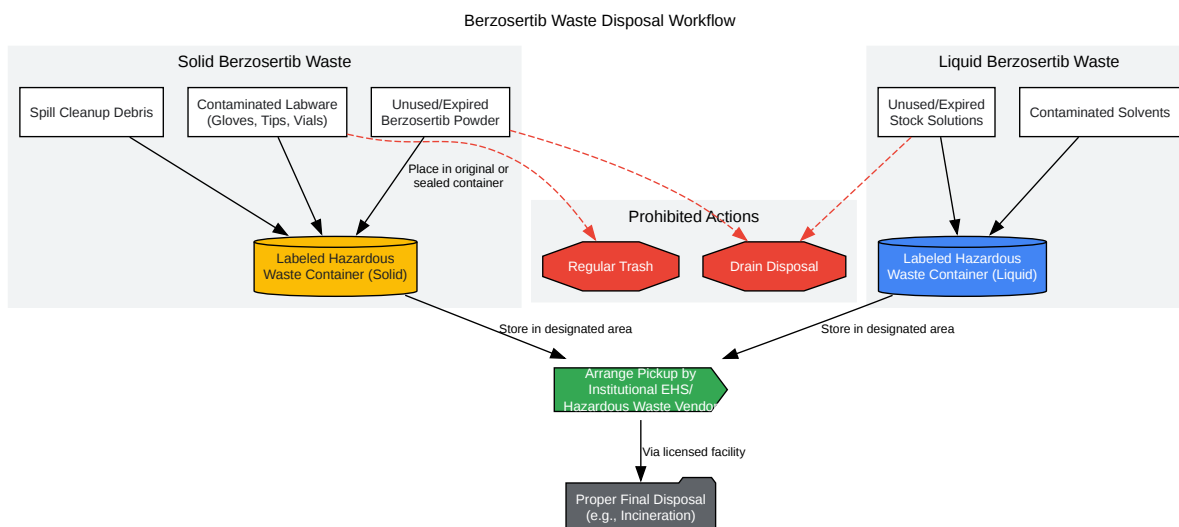 Berzosertib Waste Disposal Workflow
Solid Berzosertib Waste
Liquid Berzosertib Waste
Spill Cleanup Debris
Contaminated Labware
(Gloves, Tips, Vials)
Unused/Expired
Berzosertib Powder
Unused/Expired
Stock Solutions
Contaminated Solvents
Place in original or
sealed container
Prohibited Actions
Labeled Hazardous
Waste Container (Solid)
Regular Trash
Drain Disposal
Labeled Hazardous
Waste Container (Liquid)
Store in designated area
Store in designated area
Arrange Pickup by
Institutional EHS/
Hazardous Waste Vendor
Via licensed facility
Proper Final Disposal
(e.g., Incineration)